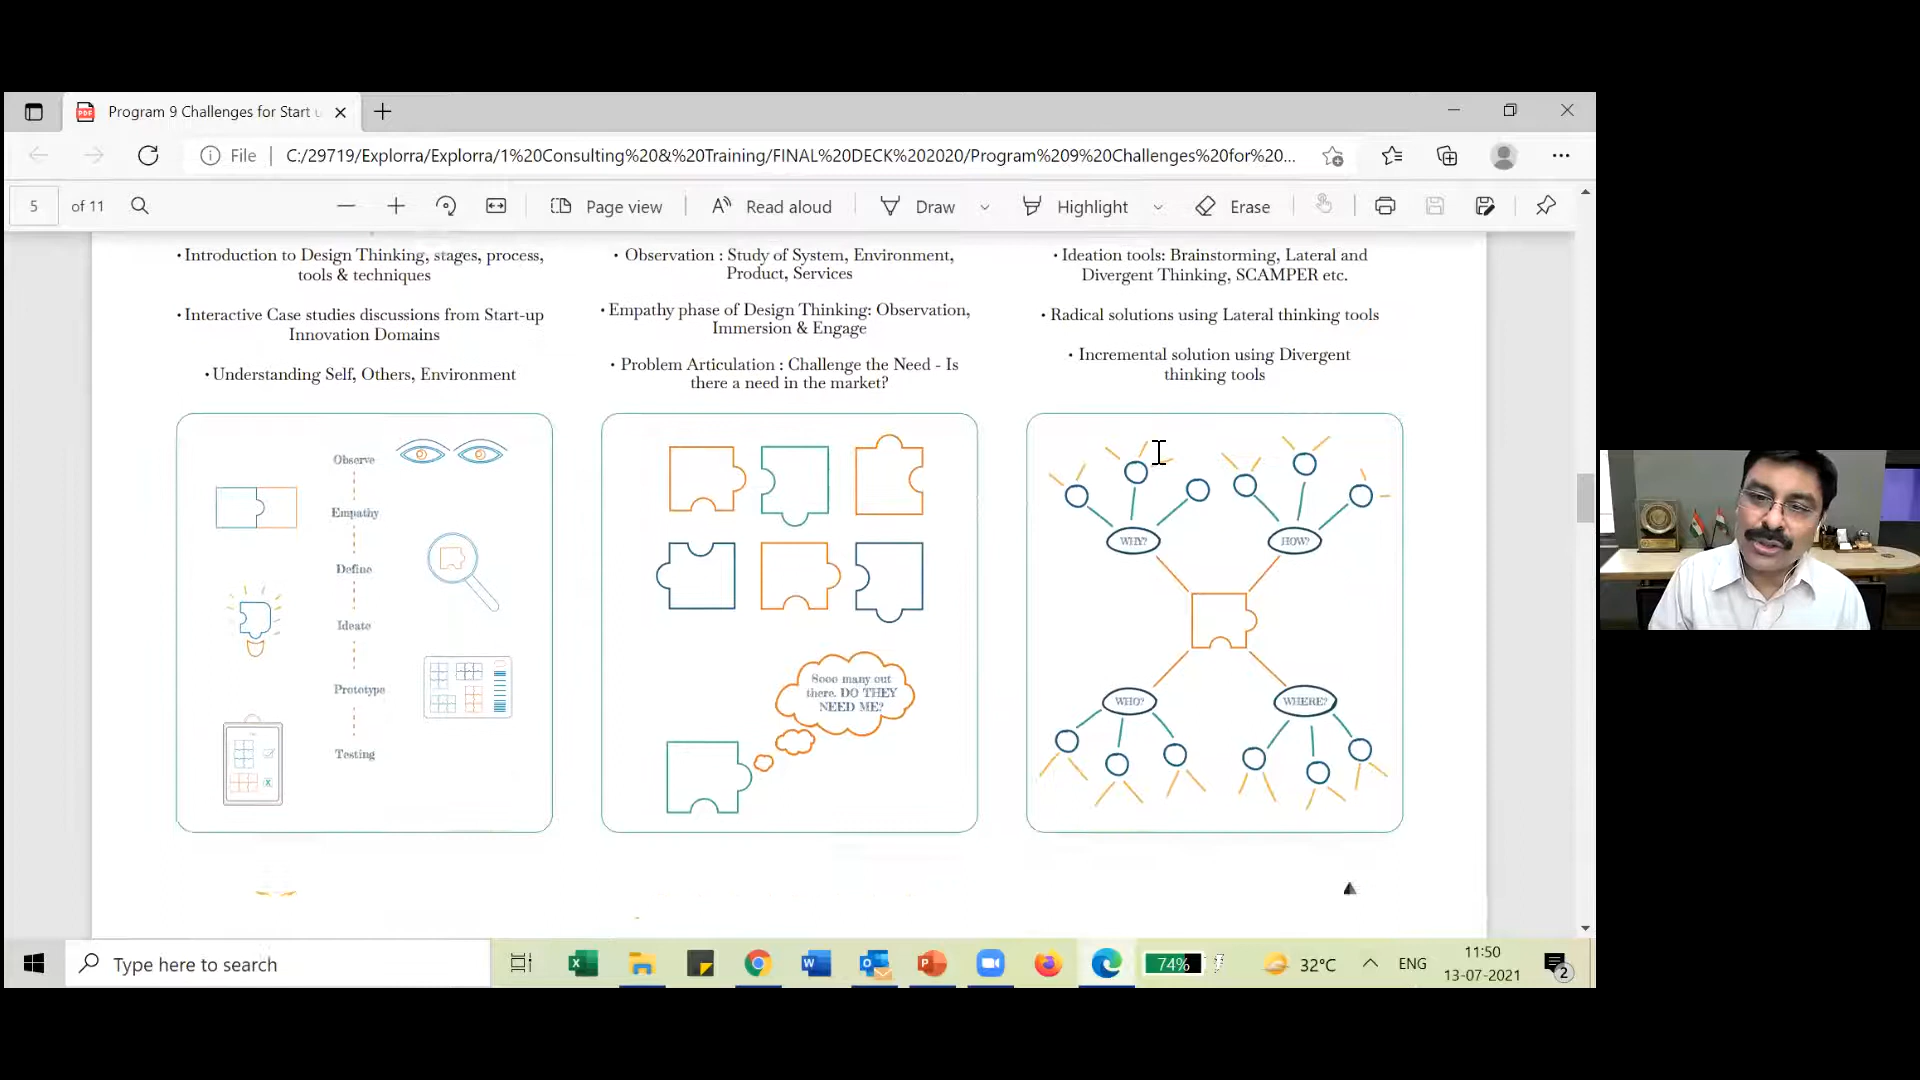 Program 9 Challenges for Start u
File
C:/29719/Explorra/Explorra/1%20Consulting%20&%20Training/FINAL%20DECK%202020/Program%209%20Challenges%20for%20...
5 of 11
Page view
Read aloud
Draw
Highlight
Erase
• Introduction to Design Thinking, stages, process,
tools & techniques
• Interactive Case studies discussions from Start-up
Innovation Domains
• Understanding Self, Others, Environment
• Observation : Study of System, Environment,
Product, Services
• Empathy phase of Design Thinking: Observation,
Immersion & Engage
• Problem Articulation : Challenge the Need - Is
there a need in the market?
• Ideation tools: Brainstorming, Lateral and
Divergent Thinking, SCAMPER etc.
• Radical solutions using Lateral thinking tools
• Incremental solution using Divergent
thinking tools
Observe
Empathy
Define
Ideate
Prototype
Testing
Sooo many out
there. DO THEY
NEED ME?
WHY?
HOW?
WHO?
WHERE?
Type here to search
74%
32°C
ENG
11:50
13-07-2021
2